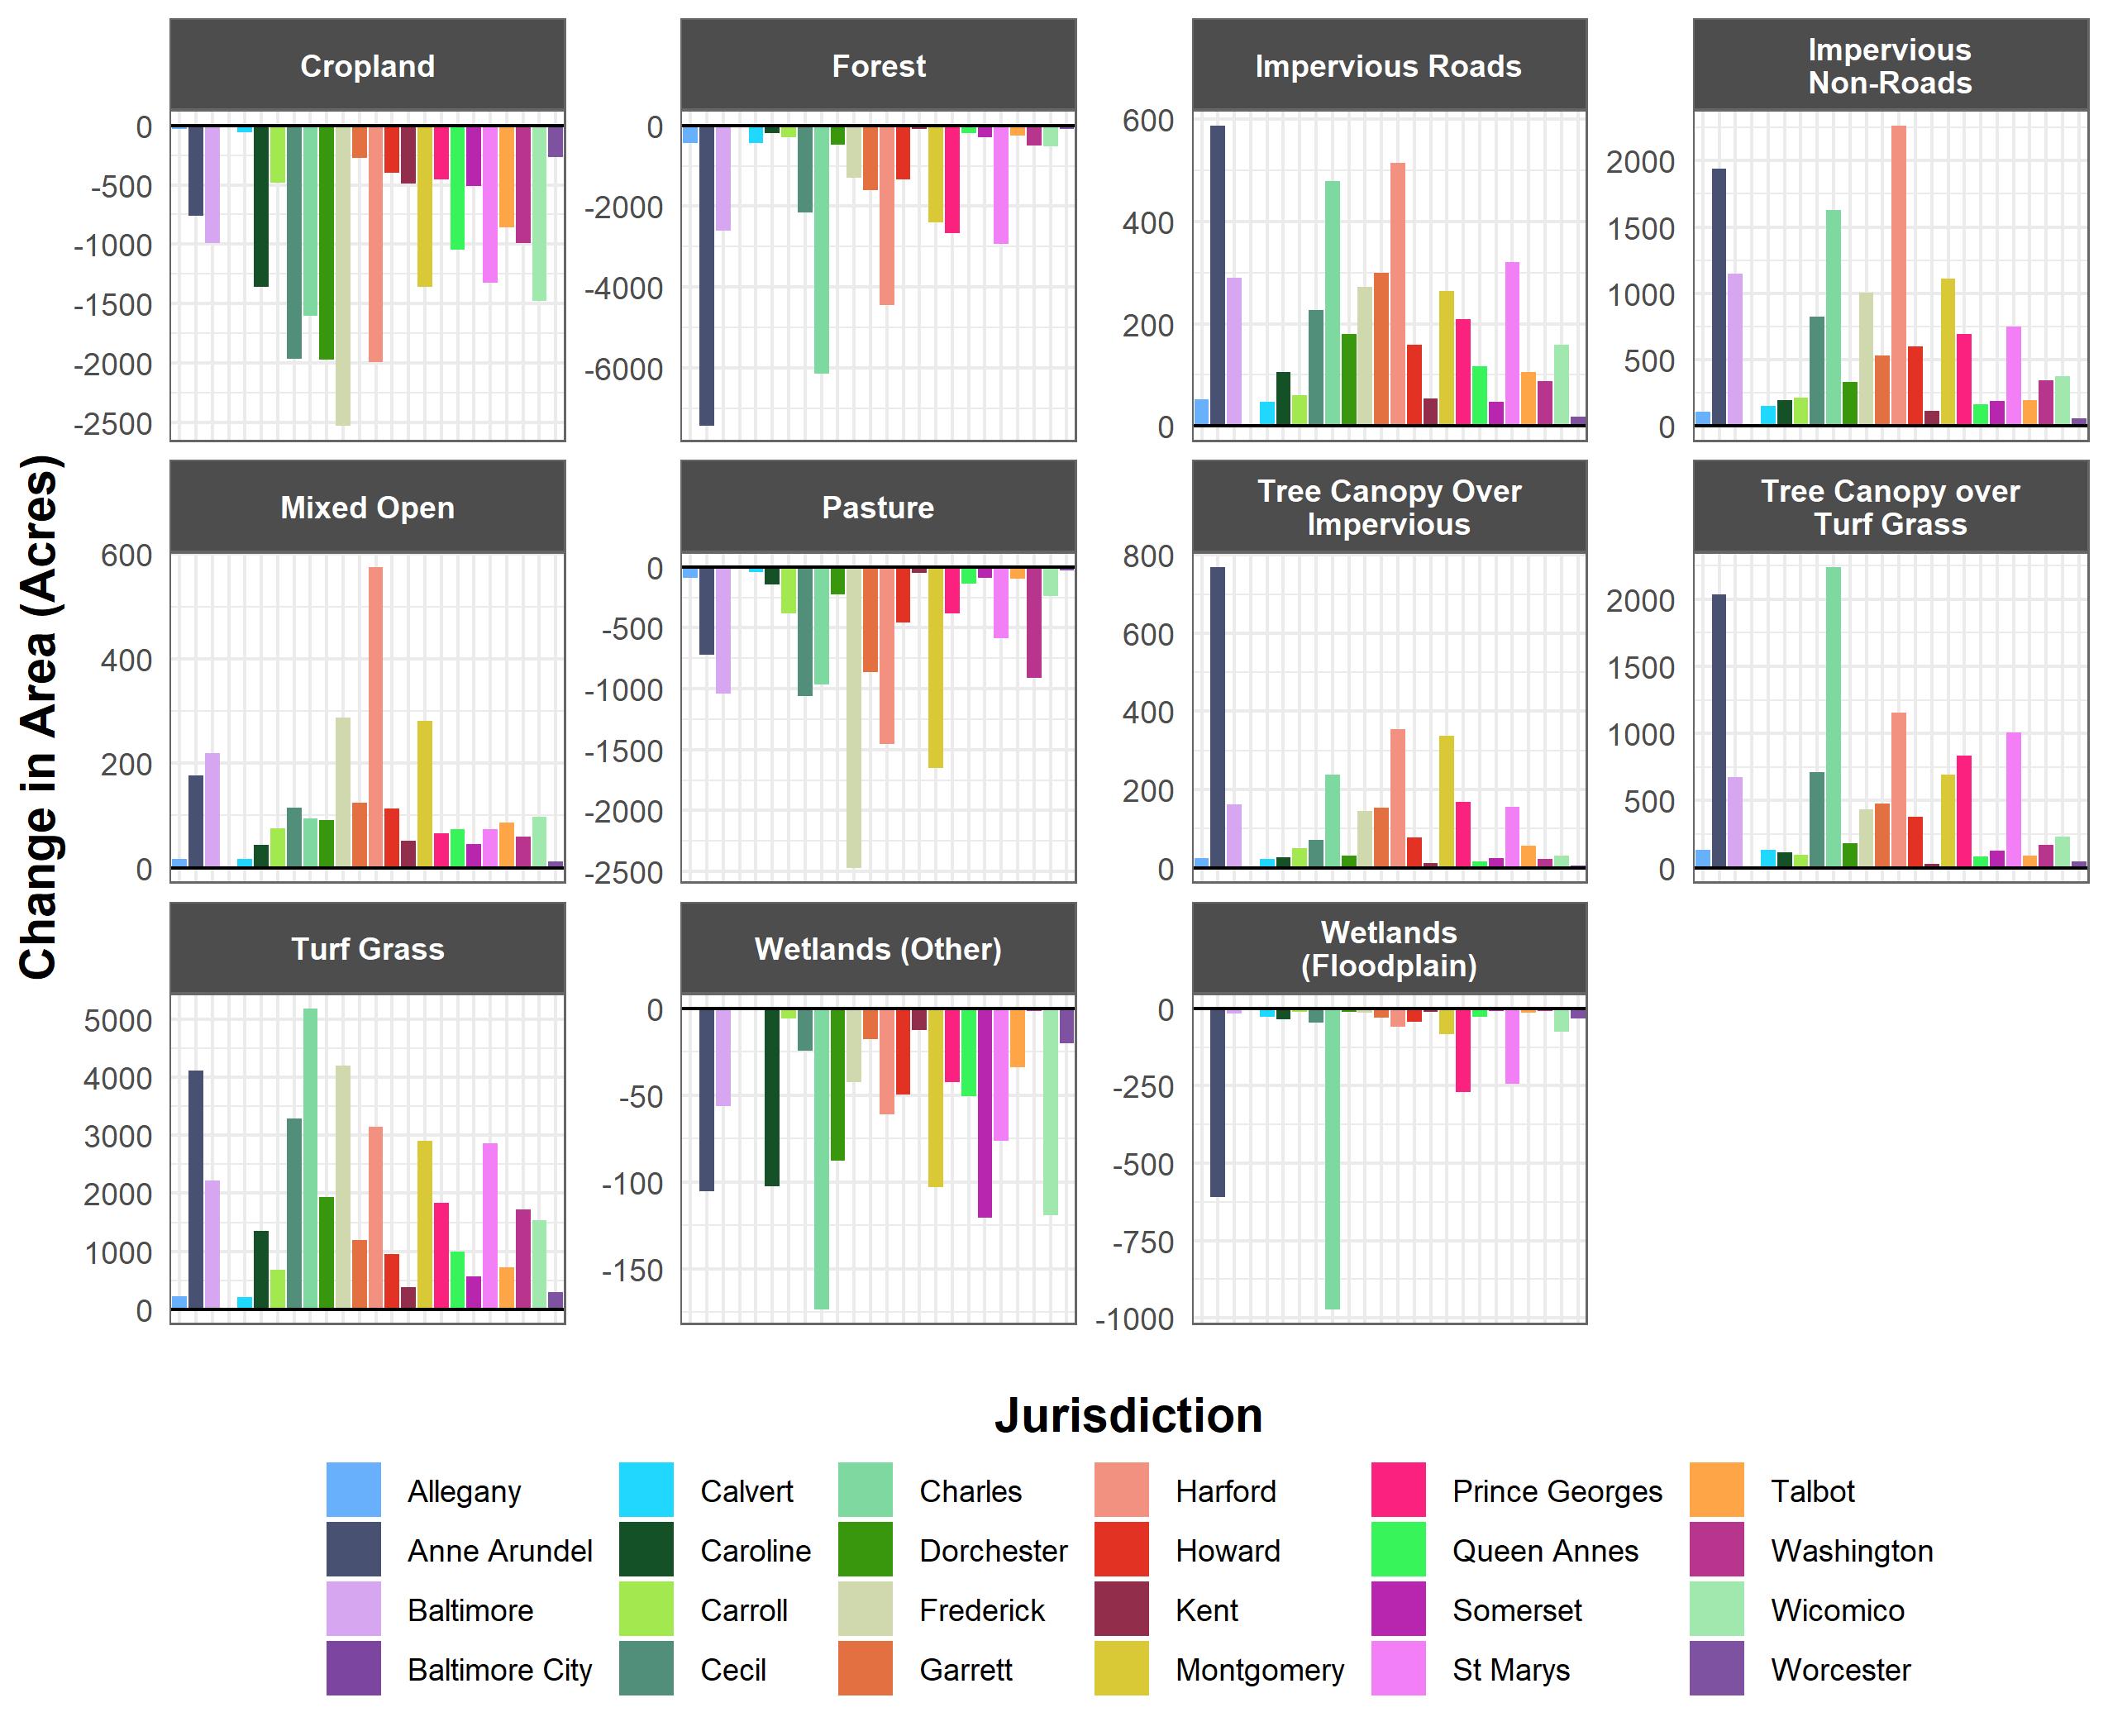 Cropland
Forest
Impervious Roads
Impervious
Non-Roads
0
-500
-1000
-1500
-2000
-2500
0
-2000
-4000
-6000
600
400
200
0
2000
1500
1000
500
0
Change in Area (Acres)
Mixed Open
Pasture
Tree Canopy Over
Impervious
Tree Canopy over
Turf Grass
600
400
200
0
0
-500
-1000
-1500
-2000
-2500
800
600
400
200
0
2000
1500
1000
500
0
Turf Grass
Wetlands (Other)
Wetlands
(Floodplain)
5000
4000
3000
2000
1000
0
0
-50
-100
-150
0
-250
-500
-750
-1000
Jurisdiction
Allegany
Anne Arundel
Baltimore
Baltimore City
Calvert
Caroline
Carroll
Cecil
Charles
Dorchester
Frederick
Garrett
Harford
Howard
Kent
Montgomery
Prince Georges
Queen Annes
Somerset
St Marys
Talbot
Washington
Wicomico
Worcester